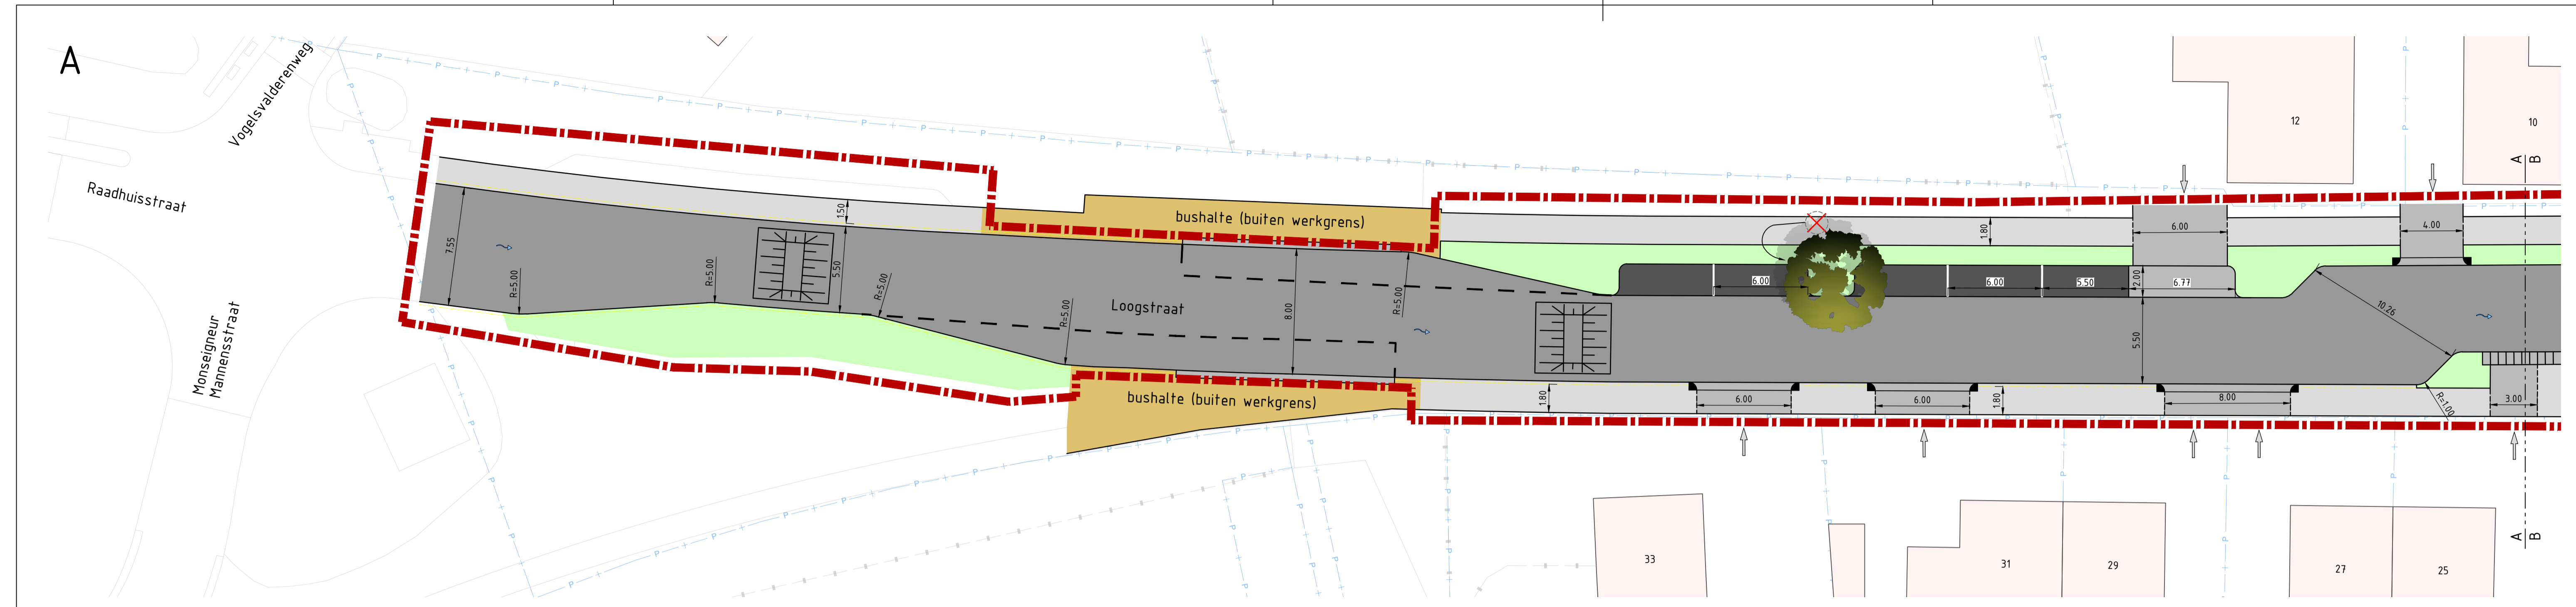 A
Vogelsvalderenweg
Raadhuisstraat
Monseigneur
Mannensstraat
7.55
R=5.00
R=5.00
1.50
5.50
R=5.00
bushalte (buiten werkgrens)
Loogstraat
R=5.00
8.00
R=5.00
bushalte (buiten werkgrens)
6.00
1.80
6.00
5.50
2.00
6.77
6.00
4.00
10.26
5.50
1.80
6.00
6.00
1.80
8.00
R=1.00
3.00
12
10
A
B
33
31
29
27
25
A
B